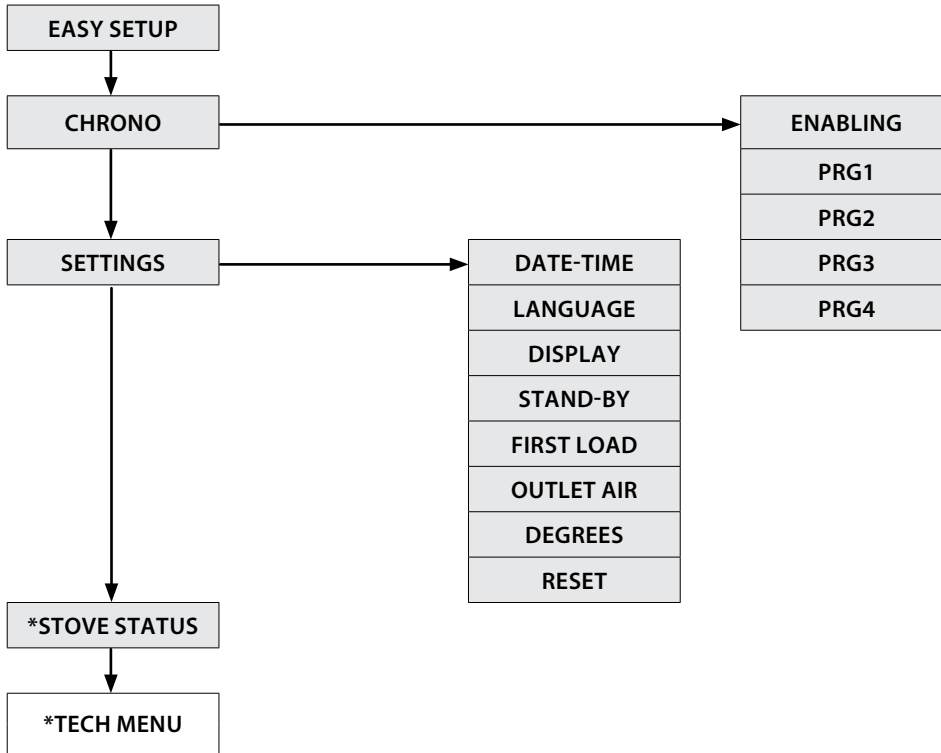 EASY SETUP
CHRONO
ENABLING
PRG1
PRG2
PRG3
PRG4
SETTINGS
DATE-TIME
LANGUAGE
DISPLAY
STAND-BY
FIRST LOAD
OUTLET AIR
DEGREES
RESET
*STOVE STATUS
*TECH MENU